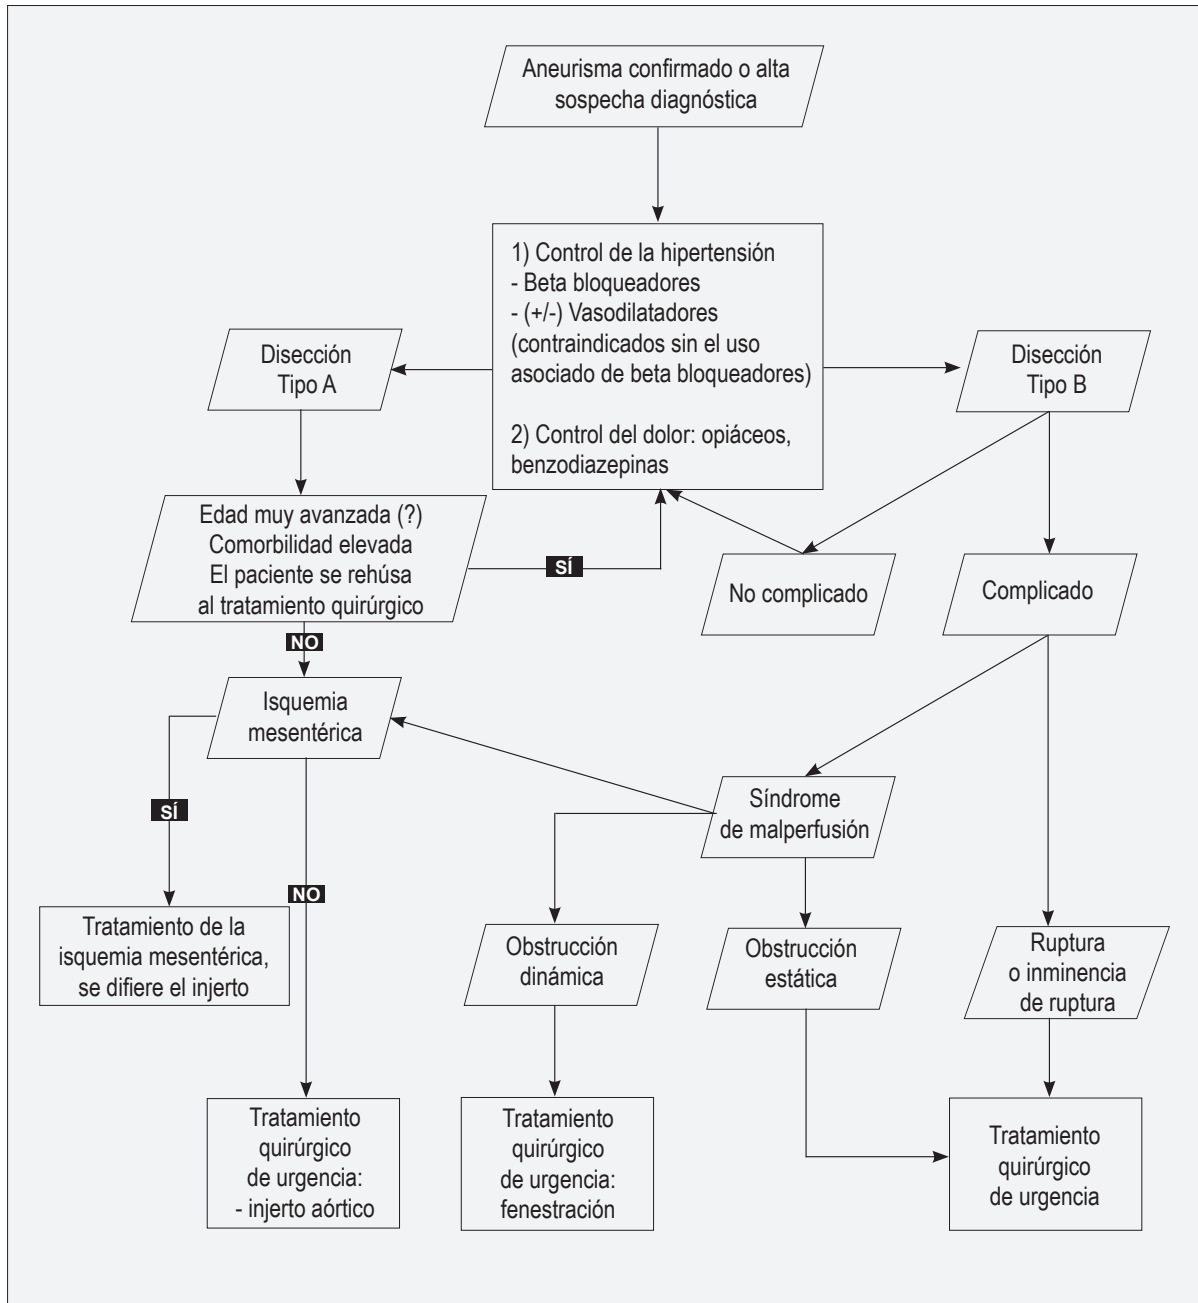 Aneurisma confirmado o alta
sospecha diagnóstica
1) Control de la hipertensión
- Beta bloqueadores
- (+/-) Vasodilatadores
(contraindicados sin el uso
asociado de beta bloqueadores)
2) Control del dolor: opiáceos,
benzodiazepinas
Disección
Tipo A
Disección
Tipo B
Edad muy avanzada (?)
Comorbilidad elevada
El paciente se rehúsa
al tratamiento quirúrgico
SÍ
No complicado
Complicado
NO
Isquemia
mesentérica
SÍ
Síndrome
de malperfusión
NO
Tratamiento de la
isquemia mesentérica,
se difiere el injerto
Obstrucción
dinámica
Obstrucción
estática
Ruptura
o inminencia
de ruptura
Tratamiento
quirúrgico
de urgencia:
- injerto aórtico
Tratamiento
quirúrgico
de urgencia:
fenestración
Tratamiento
quirúrgico
de urgencia